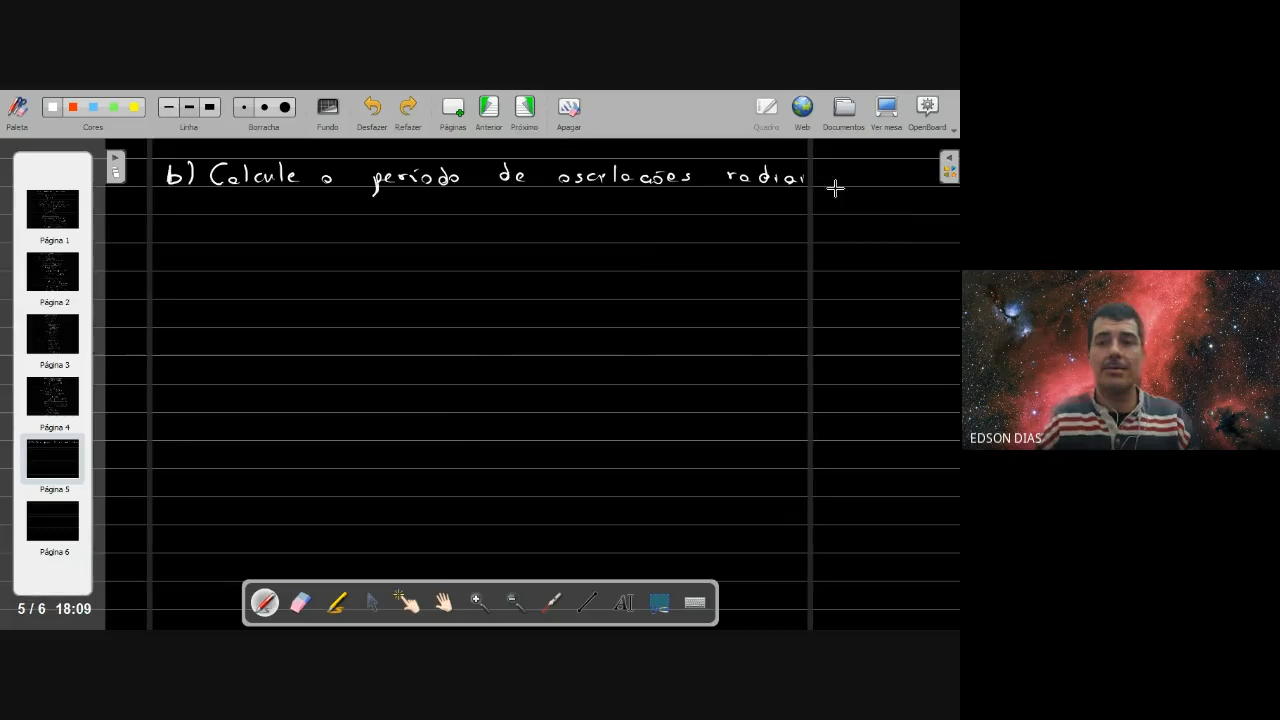 Paleta
Cores
Linha
Borracha
Fundo
Desfazer
Refazer
Páginas
Anterior
Próximo
Apagar
Quadro
Web
Documentos
Ver mesa
OpenBoard
b) Calcule o período de oscilações radiai
Página 1
Página 2
Página 3
Página 4
Página 5
Página 6
5 / 6 18:09
AI
EDSON DIAS